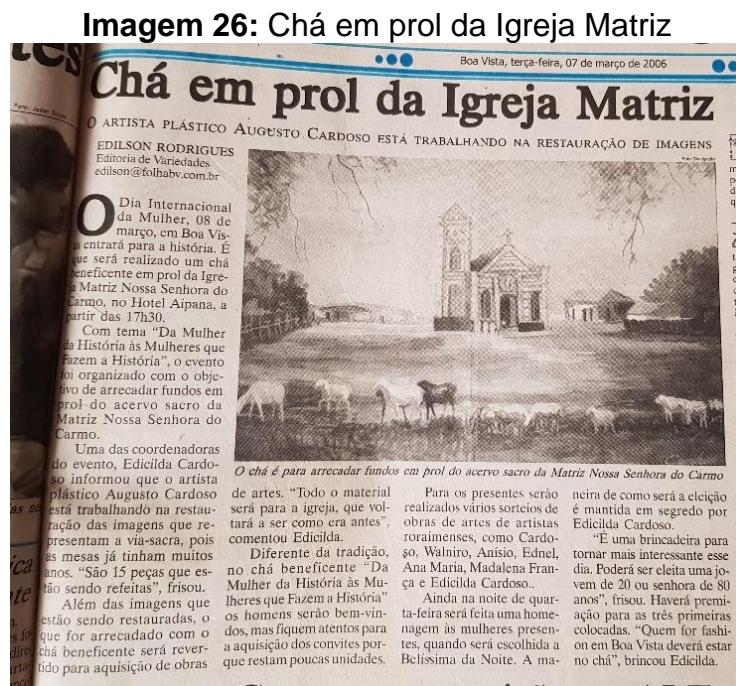 Imagem 26: Chá em prol da Igreja Matriz
Boa Vista, terça-feira, 07 de março de 2006
Chá em prol da Igreja Matriz
O ARTISTA PLÁSTICO AUGUSTO CARDOSO ESTÁ TRABALHANDO NA RESTAURAÇÃO DE IMAGENS
EDILSON RODRIGUES
Editoria de Variedades
edilson@folhabv.com.br
O Dia Internacional
da Mulher, 08 de
março, em Boa Vis-
entrará para a história. É
que será realizado um chá
beneficente em prol da Igre-
Matriz Nossa Senhora do
Carmo, no Hotel Aipana, a
partir das 17h30.
Com tema “Da Mulher
da História às Mulheres que
Fazem a História”, o evento
foi organizado com o obje-
tivo de arrecadar fundos em
prol do acervo sacro da
Matriz Nossa Senhora do
Carmo.
Uma das coordenadoras
do evento, Edicilda Cardo-
so informou que o artista
plástico Augusto Cardoso
está trabalhando na restau-
ração das imagens que re-
presentam a via-sacra, pois
as mesas já tinham muitos
anos. “São 15 peças que es-
tão sendo refeitas”, frisou.
Além das imagens que
estão sendo restauradas, o
que for arrecadado com o
chá beneficente será rever-
tido para aquisição de obras
O chá é para arrecadar fundos em prol do acervo sacro da Matriz Nossa Senhora do Carmo
de artes. “Todo o material
será para a igreja, que vol-
tará a ser como era antes”,
comentou Edicilda.
Diferente da tradição,
no chá beneficente “Da
Mulher da História às Mu-
lheres que Fazem a História”
os homens serão bem-vin-
dos, mas fiquem atentos para
a aquisição dos convites por-
que restam poucas unidades.
Para os presentes serão
realizados vários sorteios de
obras de artes de artistas
roraimenses, como Cardo-
so, Walniro, Anísio, Ednel,
Ana Maria, Madalena Fran-
ça e Edicilda Cardoso..
Ainda na noite de quar-
ta-feira será feita uma home-
nagem às mulheres presen-
tes, quando será escolhida a
Belíssima da Noite. A ma-
neira de como será a eleição
é mantida em segredo por
Edicilda Cardoso.
“É uma brincadeira para
tornar mais interessante esse
dia. Poderá ser eleita uma jo-
vem de 20 ou senhora de 80
anos”, frisou. Haverá premi-
ação para as três primeiras
colocadas. “Quem for fashi-
on em Boa Vista deverá estar
no chá”, brincou Edicilda.